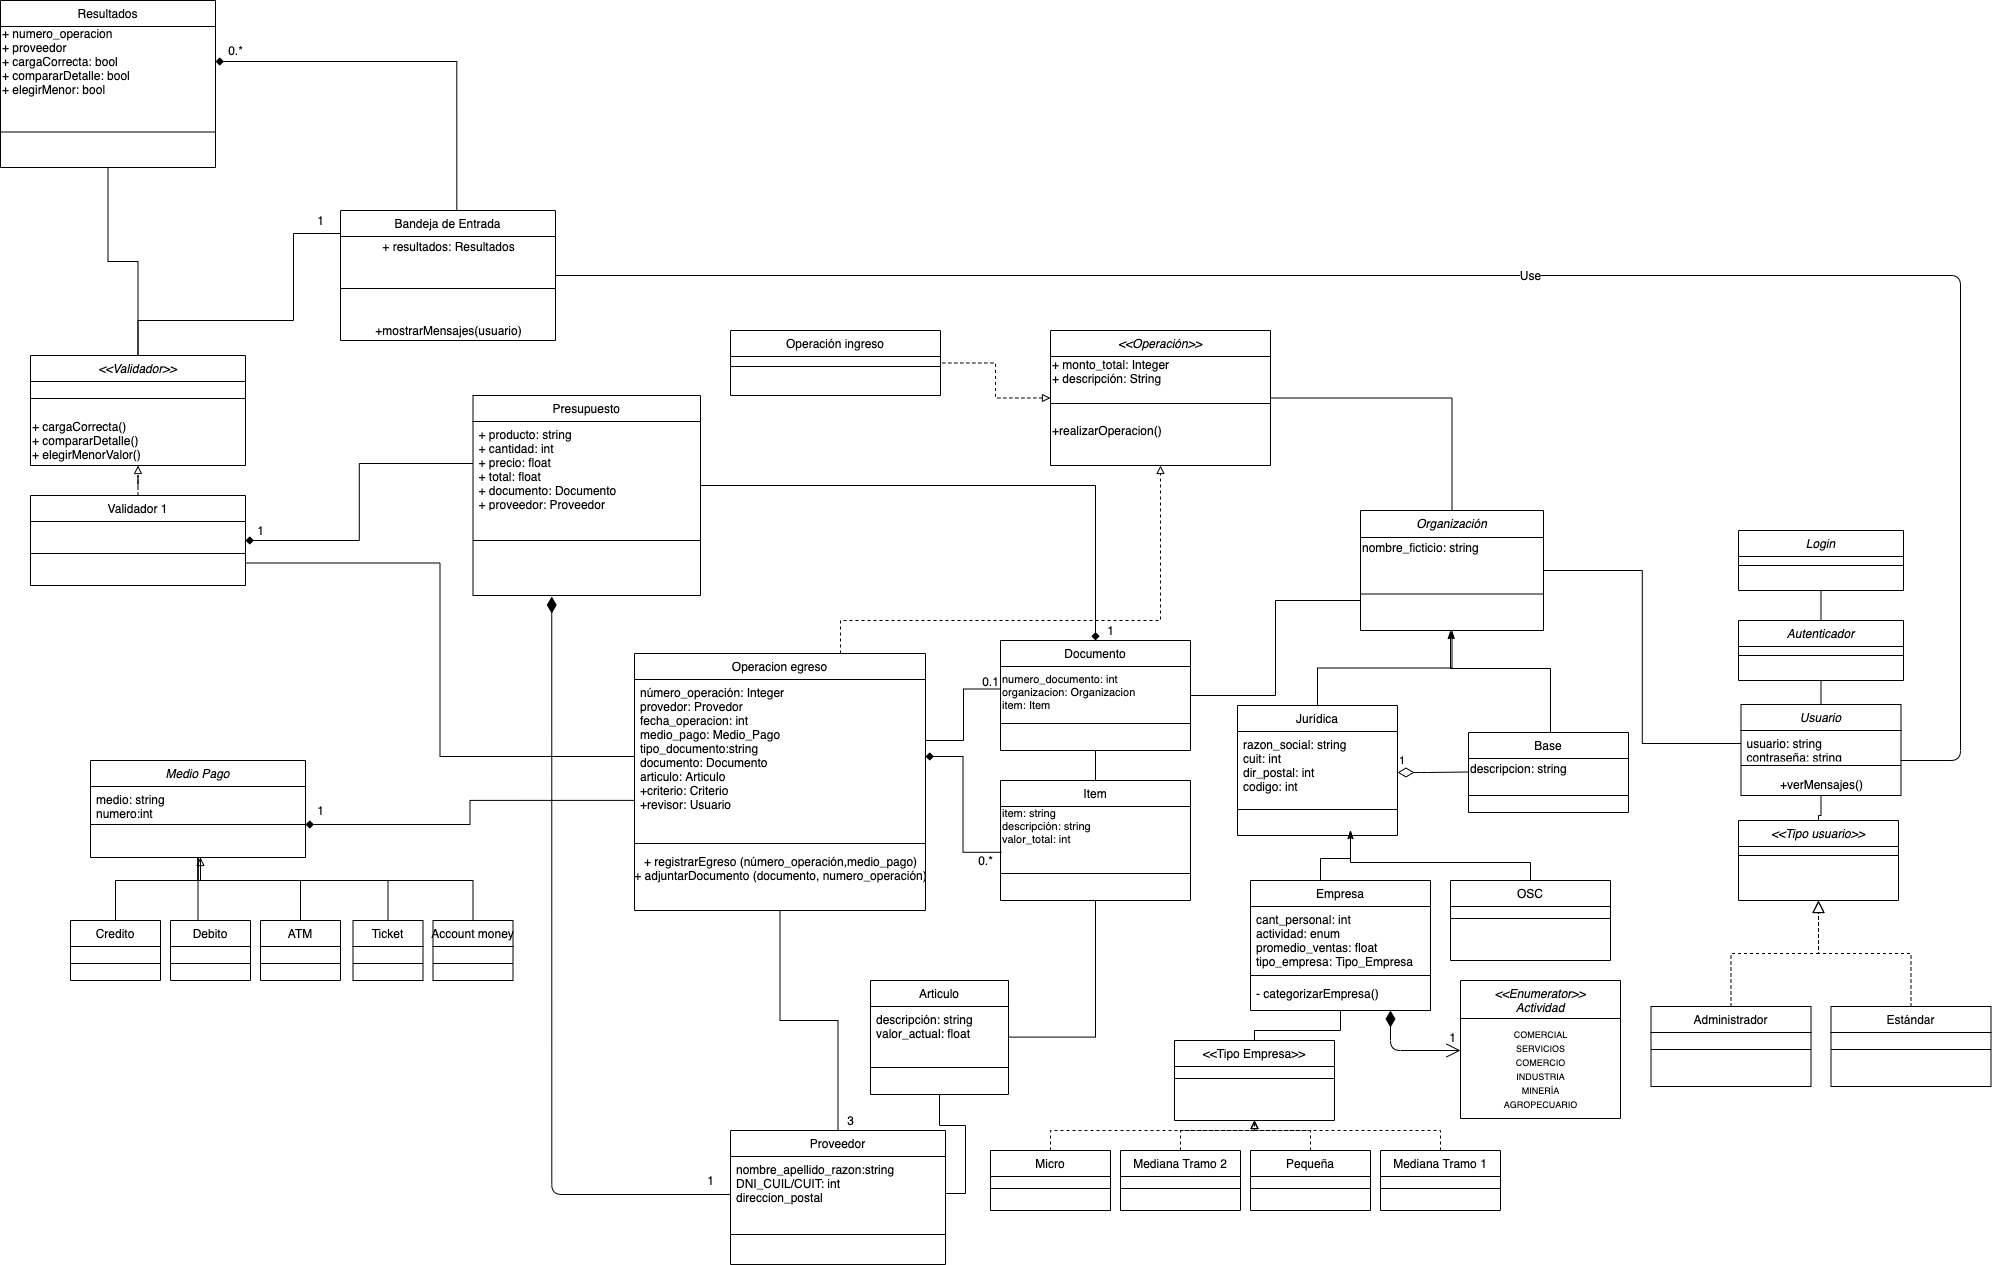 Resultados
+ numero_operacion
+ proveedor
+ cargaCorrecta: bool
+ compararDetalle: bool
+ elegirMenor: bool
0.*
1
Bandeja de Entrada
+ resultados: Resultados
+mostrarMensajes(usuario)
Use
<<Validador>>
+ cargaCorrecta()
+ compararDetalle()
+ elegirMenorValor()
Validador 1
1
Presupuesto
+ producto: string
+ cantidad: int
+ precio: float
+ total: float
+ documento: Documento
+ proveedor: Proveedor
Operación ingreso
<<Operación>>
+ monto_total: Integer
+ descripción: String
+realizarOperacion()
Organización
nombre_ficticio: string
Login
Autenticador
Usuario
usuario: string
contraseña: string
+verMensajes()
<<Tipo usuario>>
Administrador
Estándar
Operacion egreso
número_operación: Integer
provedor: Provedor
fecha_operacion: int
medio_pago: Medio_Pago
tipo_documento:string
documento: Documento
articulo: Articulo
+criterio: Criterio
+revisor: Usuario
+ registrarEgreso (número_operación,medio_pago)
+ adjuntarDocumento (documento, numero_operación)
1
0.1
Documento
numero_documento: int
organizacion: Organizacion
item: Item
0.*
Item
item: string
descripción: string
valor_total: int
Jurídica
razon_social: string
cuit: int
dir_postal: int
codigo: int
1
Base
descripcion: string
Medio Pago
medio: string
numero:int
1
Credito
Debito
ATM
Ticket
Account money
Empresa
cant_personal: int
actividad: enum
promedio_ventas: float
tipo_empresa: Tipo_Empresa
- categorizarEmpresa()
OSC
<<Enumerator>>
Actividad
COMERCIAL
SERVICIOS
COMERCIO
INDUSTRIA
MINERÍA
AGROPECUARIO
1
Articulo
descripción: string
valor_actual: float
<<Tipo Empresa>>
Micro
Mediana Tramo 2
Pequeña
Mediana Tramo 1
3
1
Proveedor
nombre_apellido_razon:string
DNI_CUIL/CUIT: int
direccion_postal